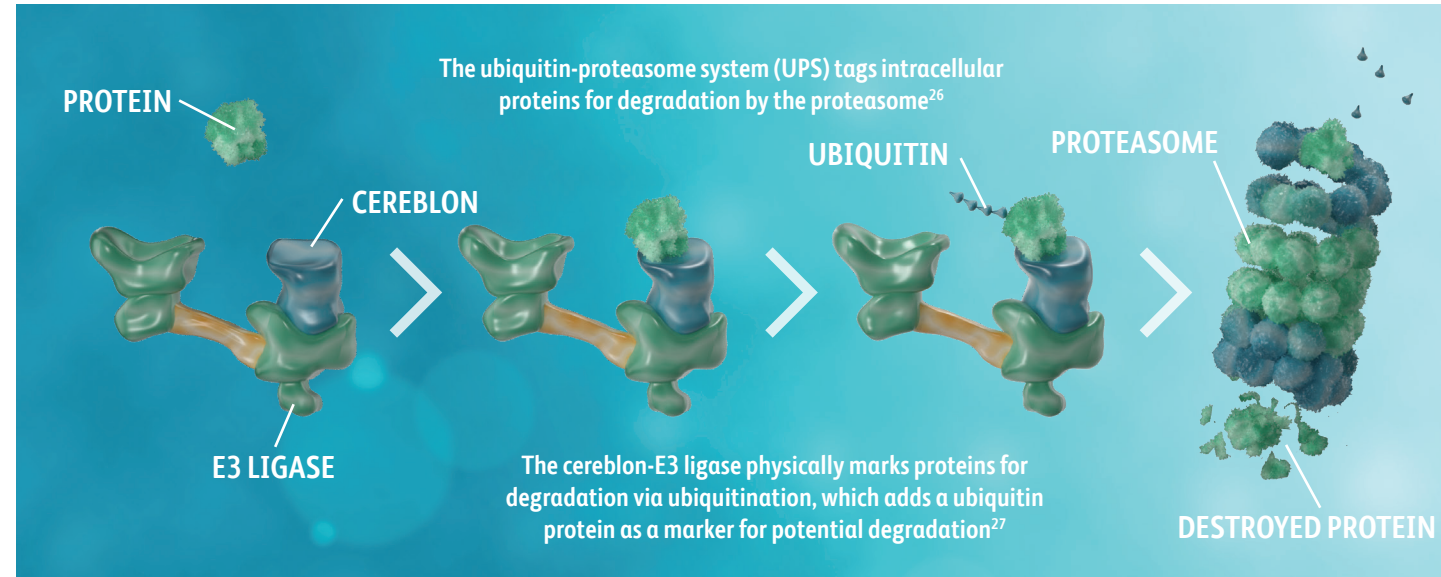 The ubiquitin-proteasome system (UPS) tags intracellular
proteins for degradation by the proteasome26
PROTEIN
CEREBLON
UBIQUITIN
PROTEASOME
E3 LIGASE
The cereblon-E3 ligase physically marks proteins for
degradation via ubiquitination, which adds a ubiquitin
protein as a marker for potential degradation27
DESTROYED PROTEIN